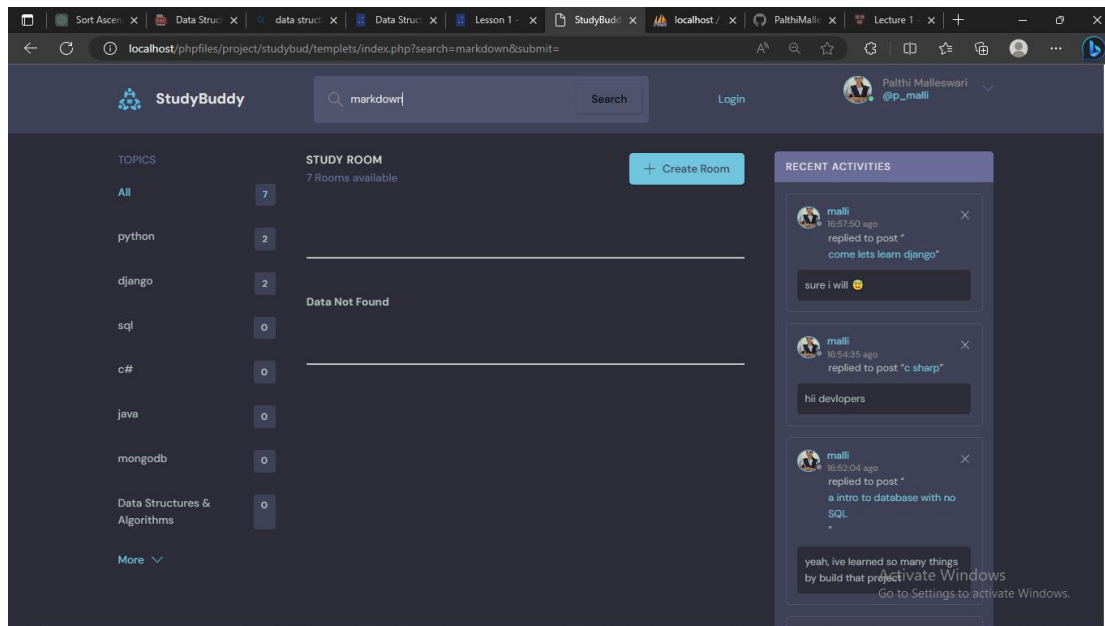 Sort Ascen
Data Struct
data struct
Data Struct
Lesson 1 -
StudyBudd
localhost /
PalthiMalle
Lecture 1 -
localhost/phpfiles/project/studybud/templets/index.php?search=markdown&submit=
StudyBuddy
markdown
Search
Login
Palthi Malleswari
@p_malli
TOPICS
All
7
python
2
django
2
sql
0
c#
0
java
0
mongodb
0
Data Structures &
Algorithms
0
More
STUDY ROOM
7 Rooms available
+ Create Room
Data Not Found
RECENT ACTIVITIES
malli
16:57:50 ago
replied to post “
come lets learn django”
sure i will 😅
malli
16:54:35 ago
replied to post “c sharp”
hii devlopers
malli
16:52:04 ago
replied to post “
a intro to database with no
SQL
”
yeah, ive learned so many things
by build that project
Activate Windows
Go to Settings to activate Windows.